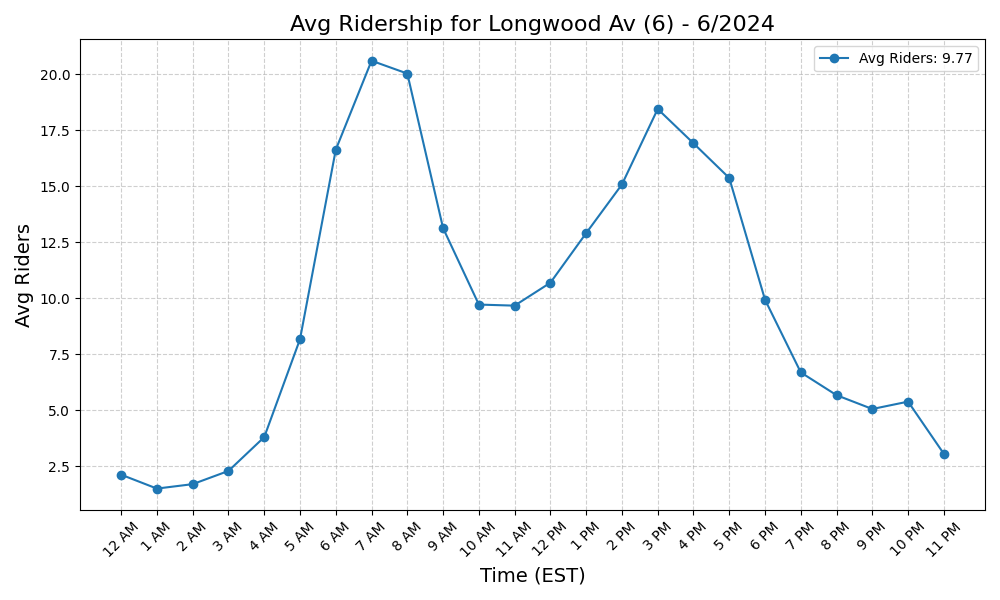 Avg Ridership for Longwood Av (6) - 6/2024
Avg Riders: 9.77
Avg Riders
20.0
17.5
15.0
12.5
10.0
7.5
5.0
2.5
12 AM
1 AM
2 AM
3 AM
4 AM
5 AM
6 AM
7 AM
8 AM
9 AM
10 AM
11 AM
12 PM
1 PM
2 PM
3 PM
4 PM
5 PM
6 PM
7 PM
8 PM
9 PM
10 PM
11 PM
Time (EST)